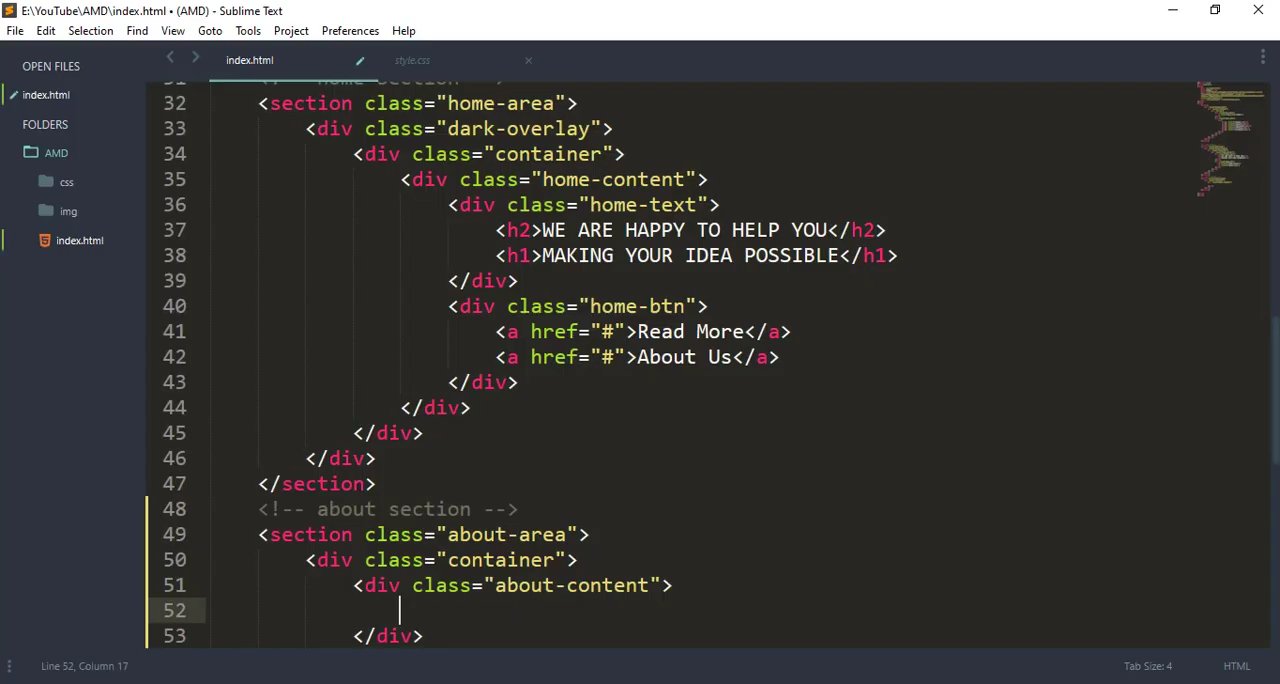 E:\YouTube\AMD\index.html • (AMD) - Sublime Text
File Edit Selection Find View Goto Tools Project Preferences Help
OPEN FILES
index.html
FOLDERS
AMD
css
img
index.html
index.html style.css
32 <section class="home-area">
33 <div class="dark-overlay">
34 <div class="container">
35 <div class="home-content">
36 <div class="home-text">
37 <h2>WE ARE HAPPY TO HELP YOU</h2>
38 <h1>MAKING YOUR IDEA POSSIBLE</h1>
39 </div>
40 <div class="home-btn">
41 <a href="#">Read More</a>
42 <a href="#">About Us</a>
43 </div>
44 </div>
45 </div>
46 </div>
47 </section>
48 <!-- about section -->
49 <section class="about-area">
50 <div class="container">
51 <div class="about-content">
52
53 </div>
Line 52, Column 17 Tab Size: 4 HTML